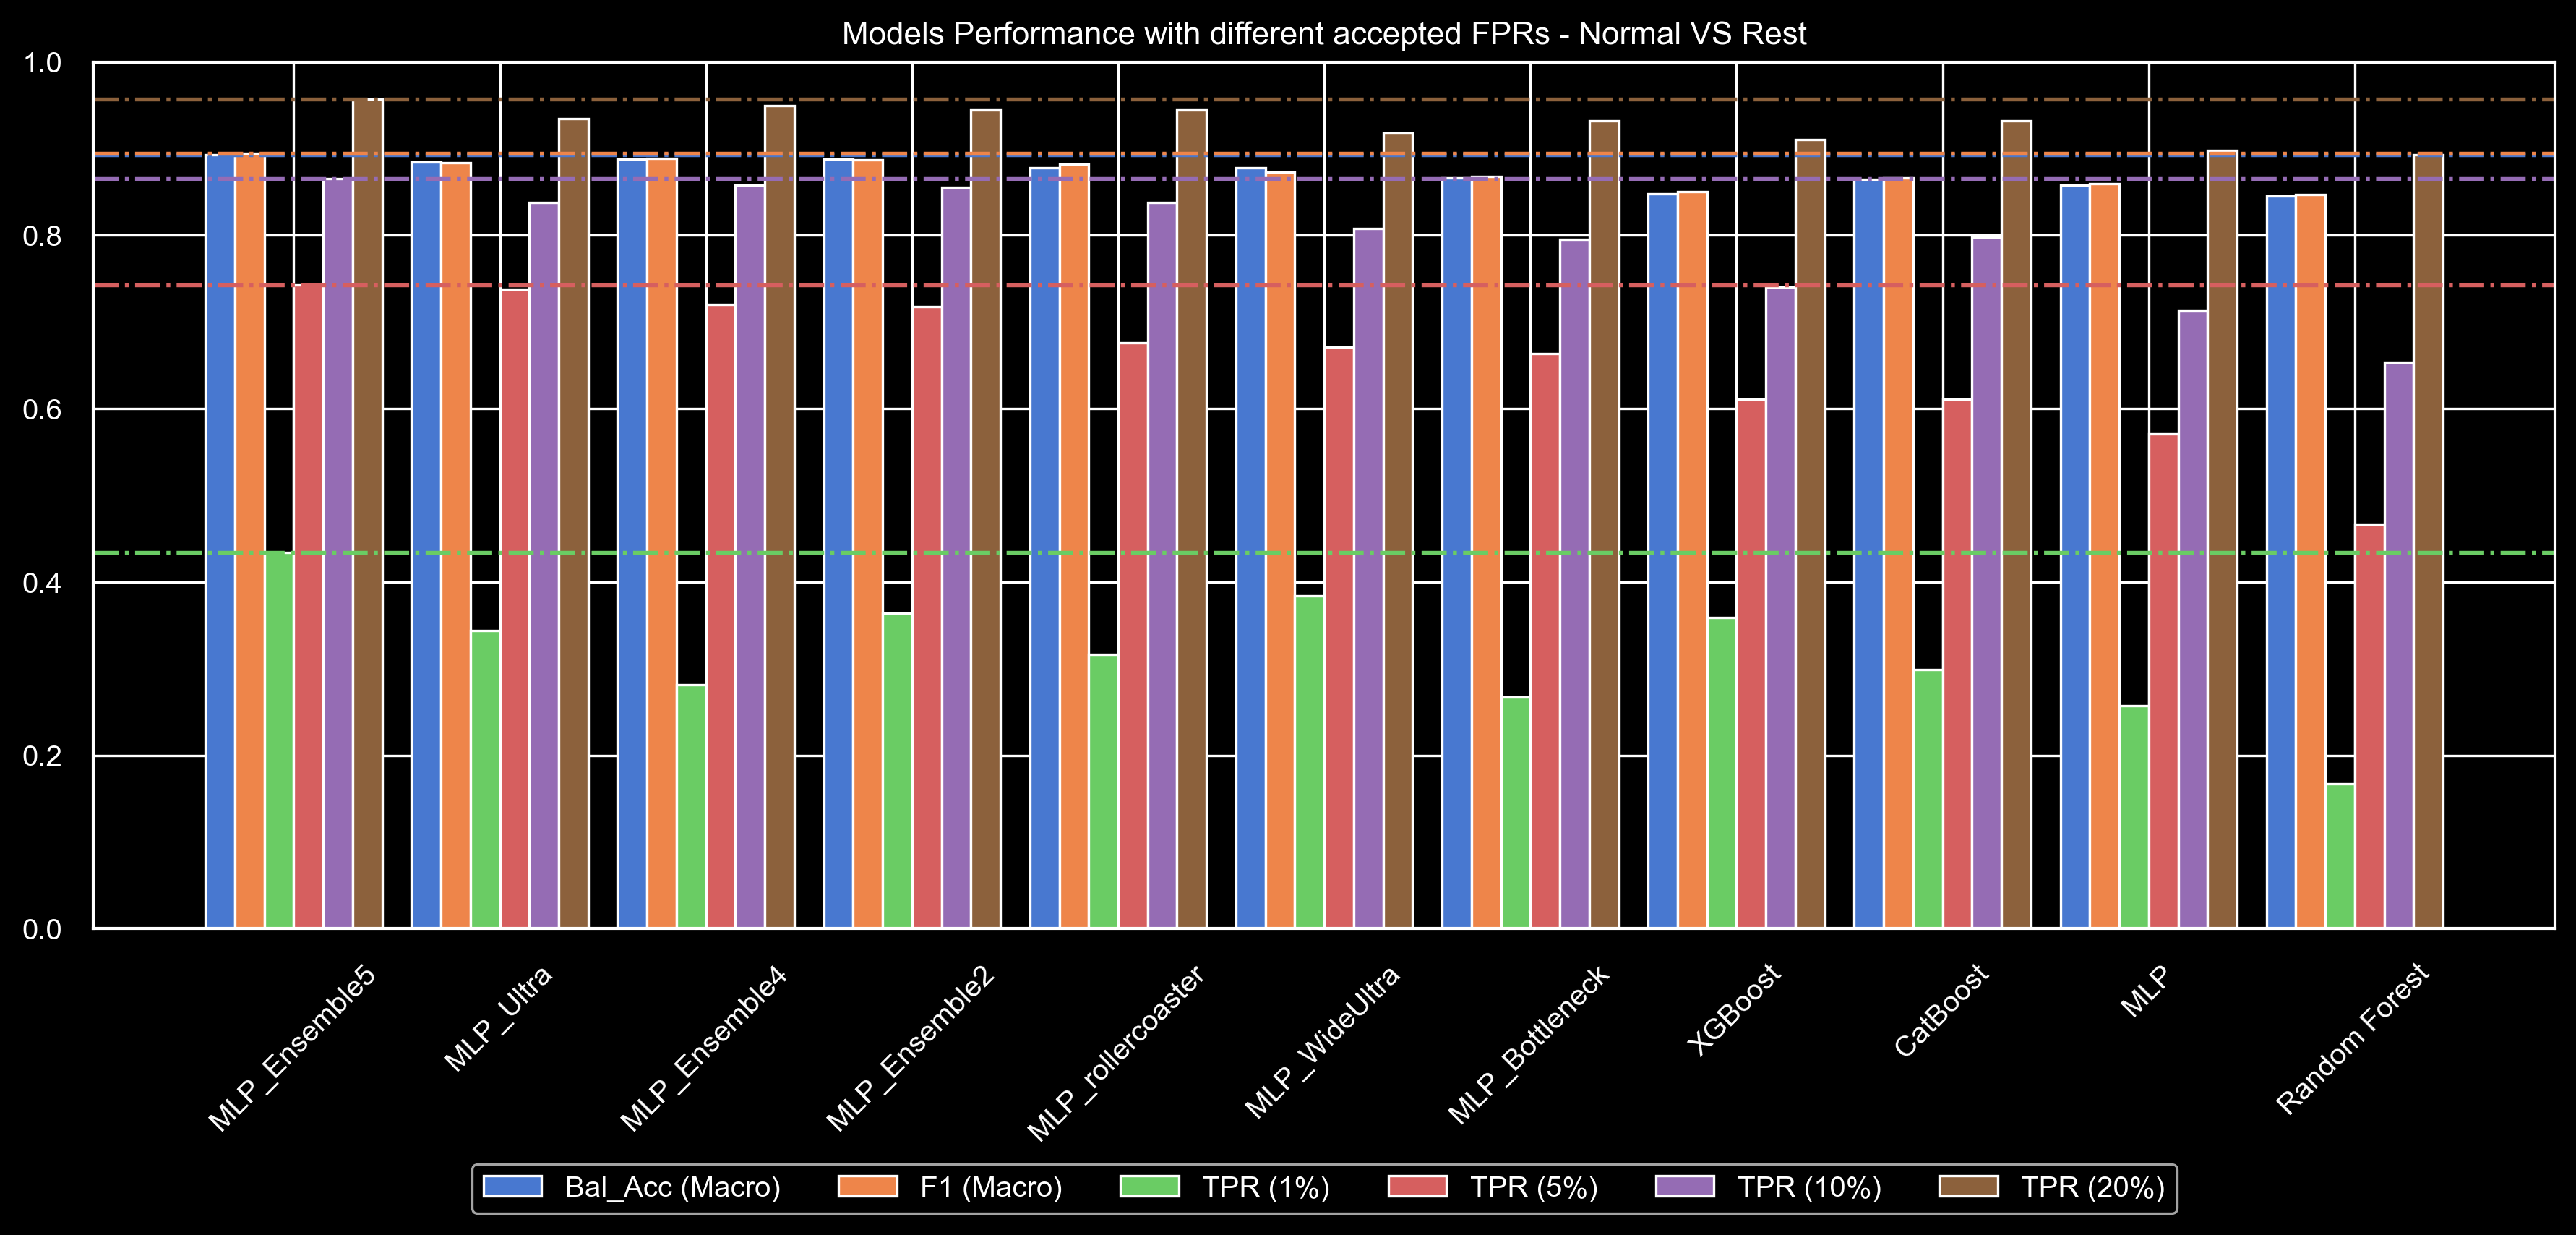 Models Performance with different accepted FPRs - Normal VS Rest
1.0
0.8
0.6
0.4
0.2
0.0
MLP_Ensemble5
MLP_Ultra
MLP_Ensemble4
MLP_Ensemble2
MLP_rollercoaster
MLP_WideUltra
MLP_Bottleneck
XGBoost
CatBoost
MLP
Random Forest
Bal_Acc (Macro) F1 (Macro) TPR (1%) TPR (5%) TPR (10%) TPR (20%)